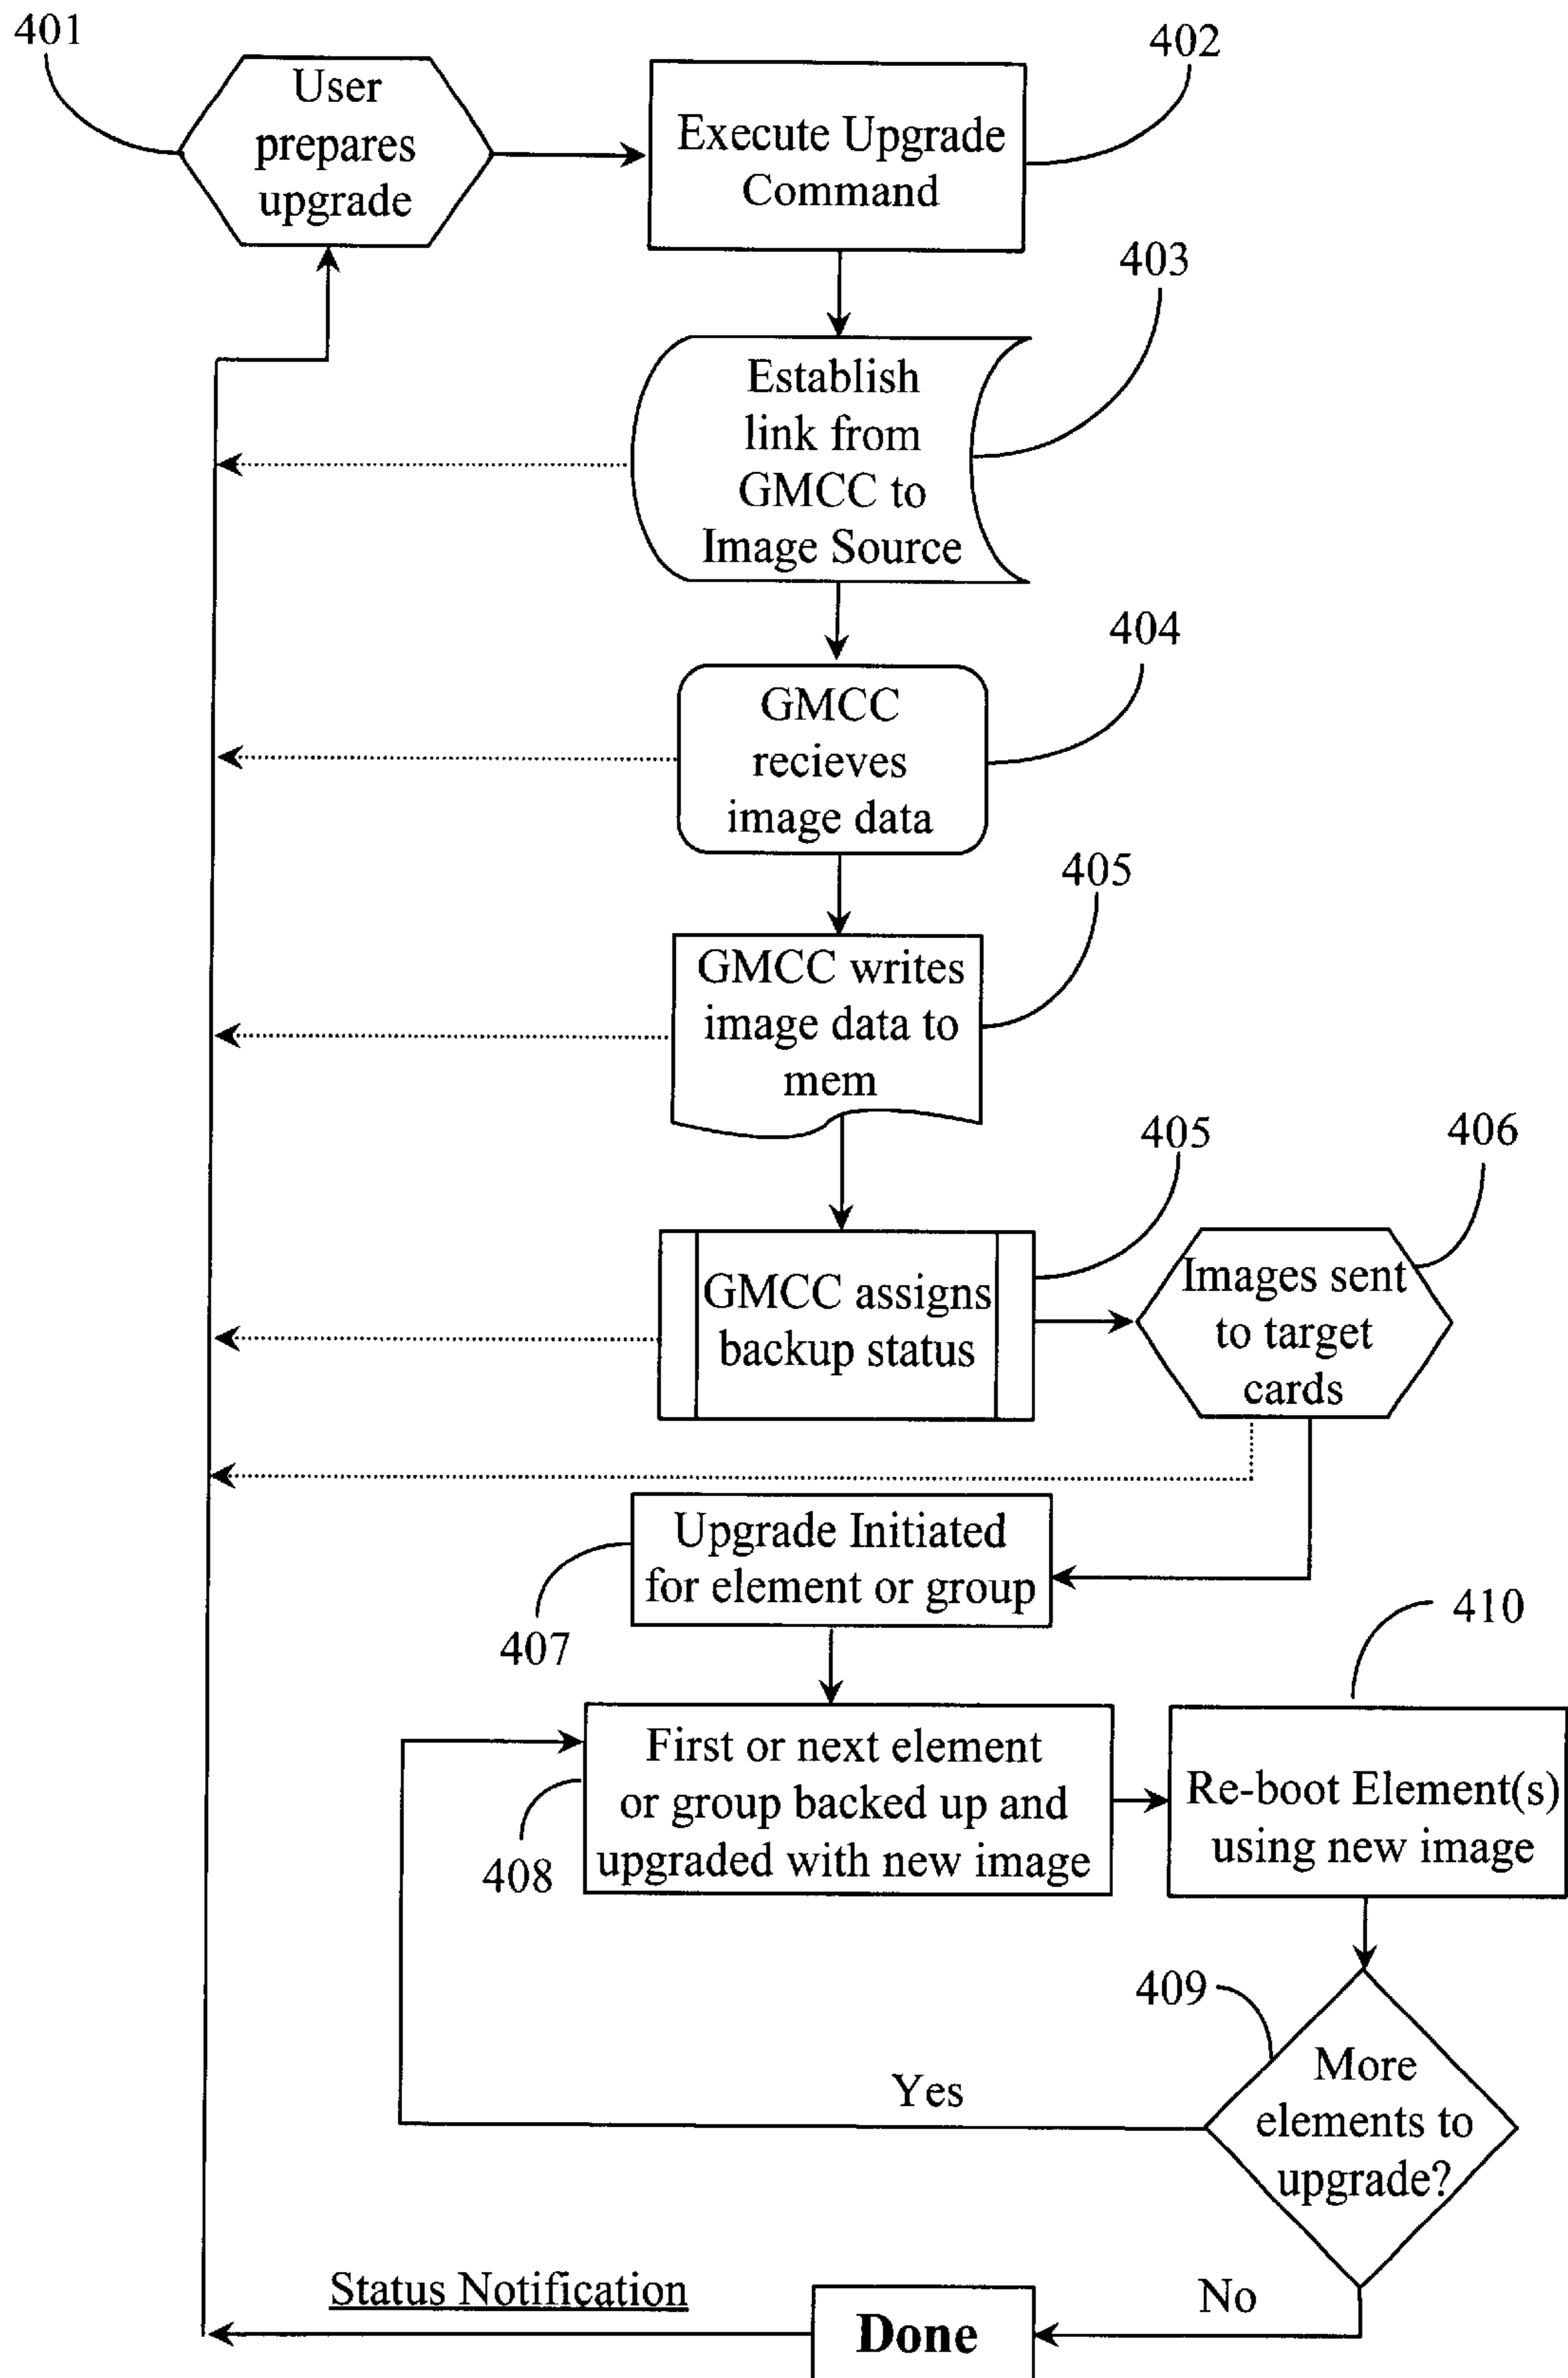 401
User
prepares
upgrade
402
Execute Upgrade
Command
403
Establish
link from
GMCC to
Image Source
404
GMCC
recieves
image data
405
GMCC writes
image data to
mem
405
GMCC assigns
backup status
406
Images sent
to target
cards
Upgrade Initiated
for element or group
407
410
First or next element
or group backed up and
upgraded with new image
408
Re-boot Element(s)
using new image
409
More
elements to
upgrade?
Yes
No
Status Notification
Done